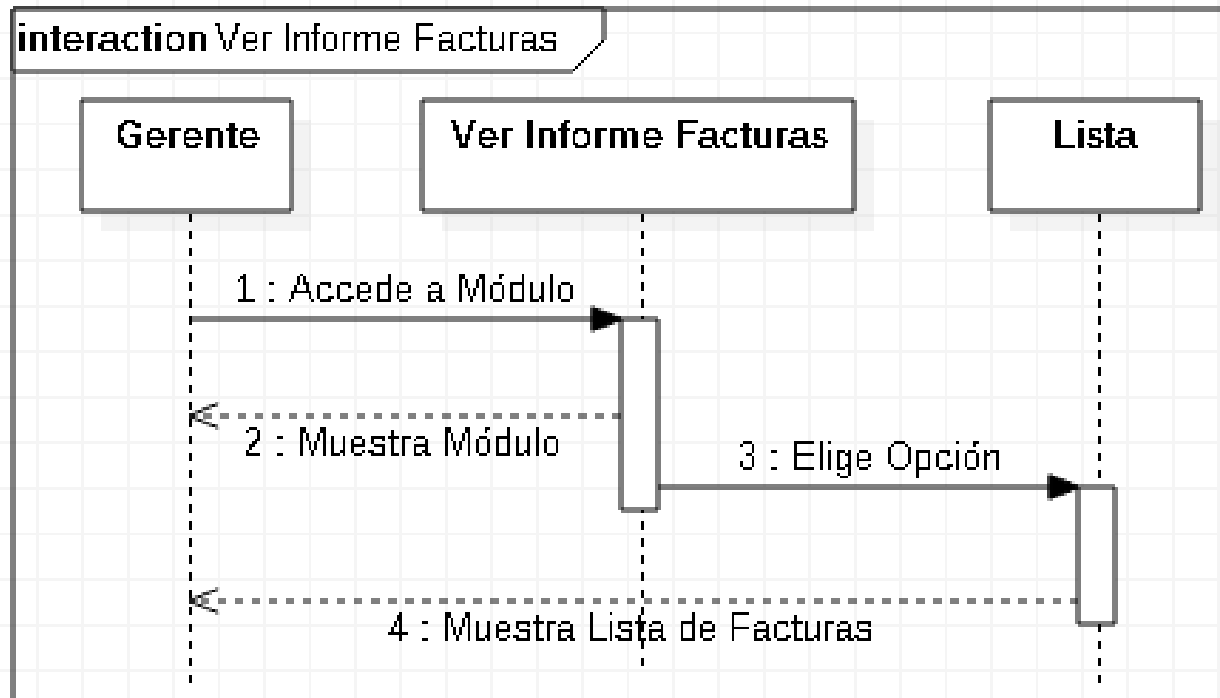 interaction Ver Informe Facturas
Gerente
Ver Informe Facturas
Lista
1 : Accede a Módulo
2 : Muestra Módulo
3 : Elige Opción
4 : Muestra Lista de Facturas